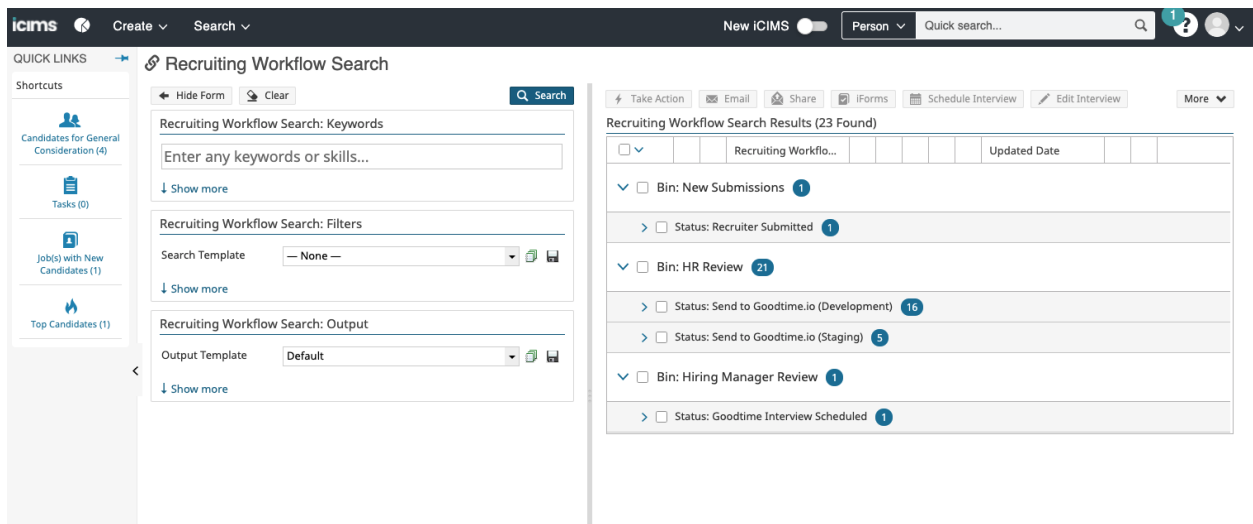 icims Create Search New iCIMS Person Quick search... 1 ?
QUICK LINKS
Shortcuts
Candidates for General
Consideration (4)
Tasks (0)
Job(s) with New
Candidates (1)
Top Candidates (1)
Recruiting Workflow Search
Hide Form Clear Search
Recruiting Workflow Search: Keywords
Enter any keywords or skills...
Show more
Recruiting Workflow Search: Filters
Search Template — None —
Show more
Recruiting Workflow Search: Output
Output Template Default
Show more
Take Action Email Share iForms Schedule Interview Edit Interview More
Recruiting Workflow Search Results (23 Found)
Recruiting Workflo... Updated Date
Bin: New Submissions 1
Status: Recruiter Submitted 1
Bin: HR Review 21
Status: Send to Goodtime.io (Development) 16
Status: Send to Goodtime.io (Staging) 5
Bin: Hiring Manager Review 1
Status: Goodtime Interview Scheduled 1